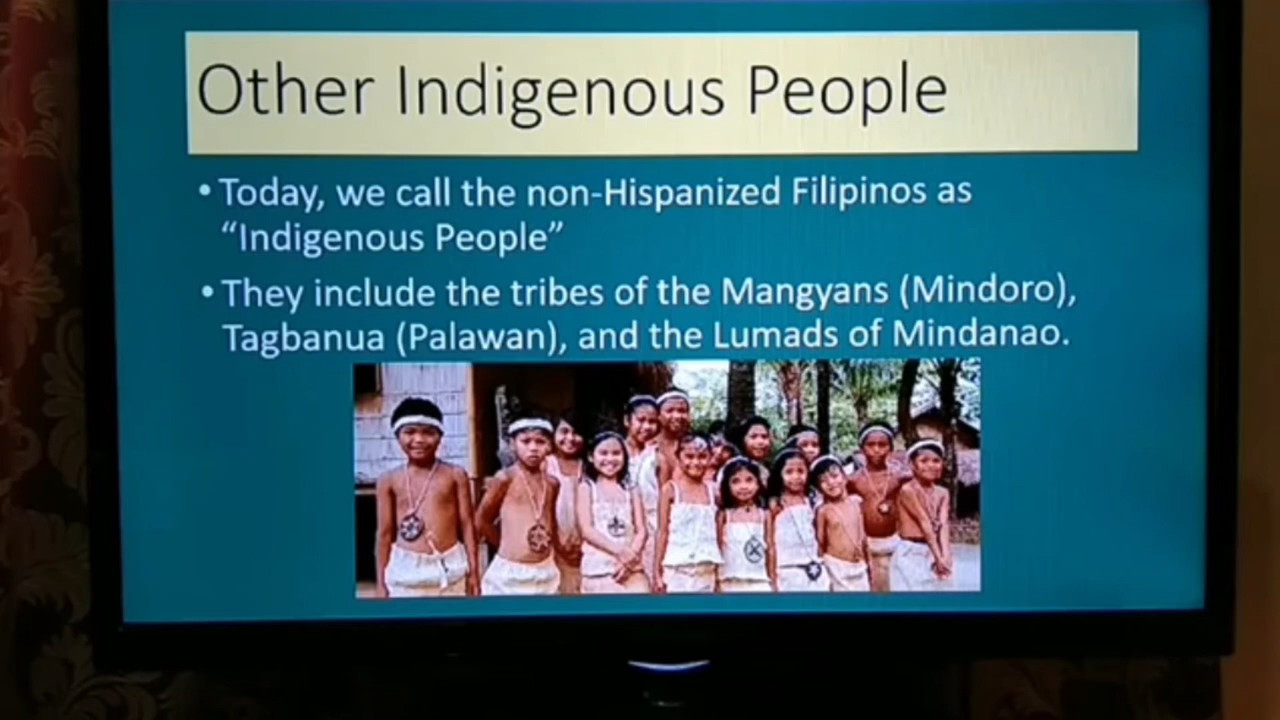 Other Indigenous People
• Today, we call the non-Hispanized Filipinos as
“Indigenous People”
• They include the tribes of the Mangyans (Mindoro),
Tagbanua (Palawan), and the Lumads of Mindanao.